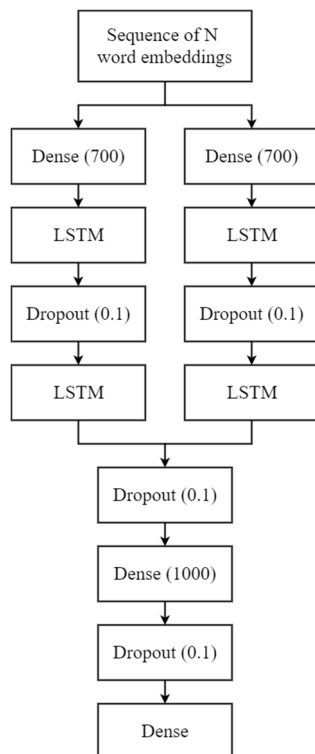 Sequence of N
word embeddings
Dense (700)
Dense (700)
LSTM
LSTM
Dropout (0.1)
Dropout (0.1)
LSTM
LSTM
Dropout (0.1)
Dense (1000)
Dropout (0.1)
Dense